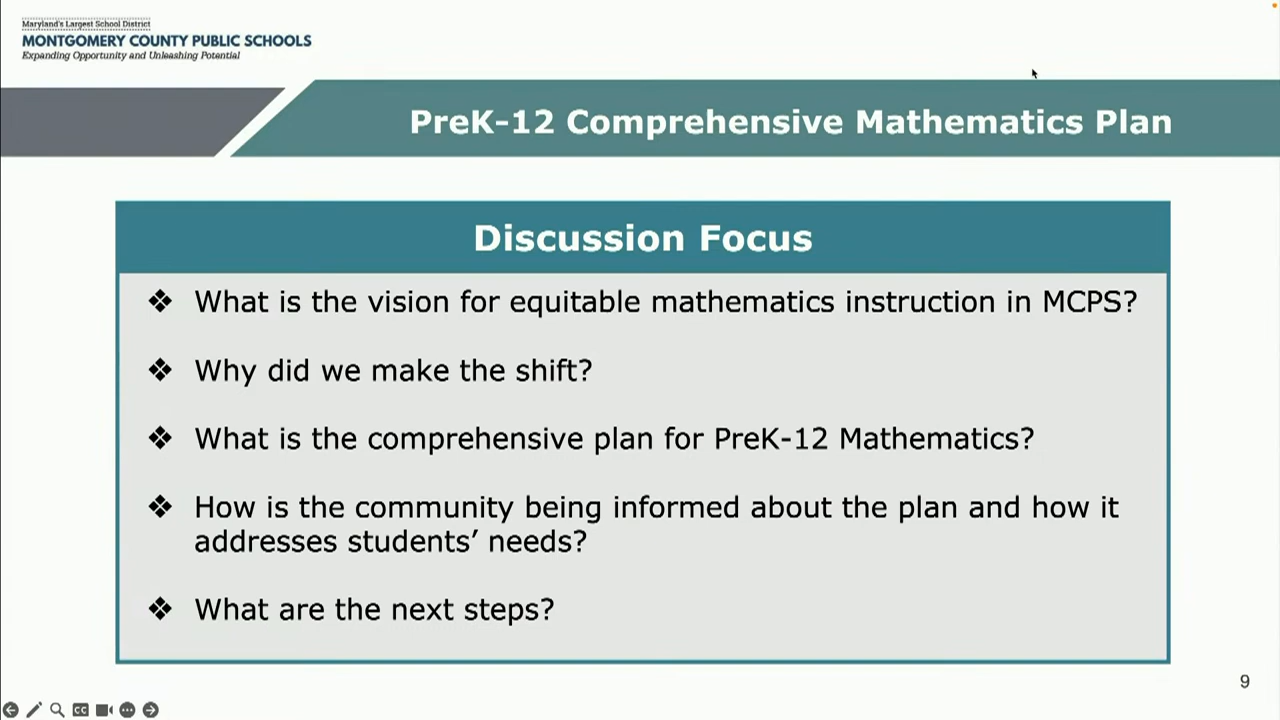 Maryland's Largest School District
MONTGOMERY COUNTY PUBLIC SCHOOLS
Expanding Opportunity and Unleashing Potential
PreK-12 Comprehensive Mathematics Plan
Discussion Focus
❖ What is the vision for equitable mathematics instruction in MCPS?
❖ Why did we make the shift?
❖ What is the comprehensive plan for PreK-12 Mathematics?
❖ How is the community being informed about the plan and how it
addresses students’ needs?
❖ What are the next steps?
9
CC